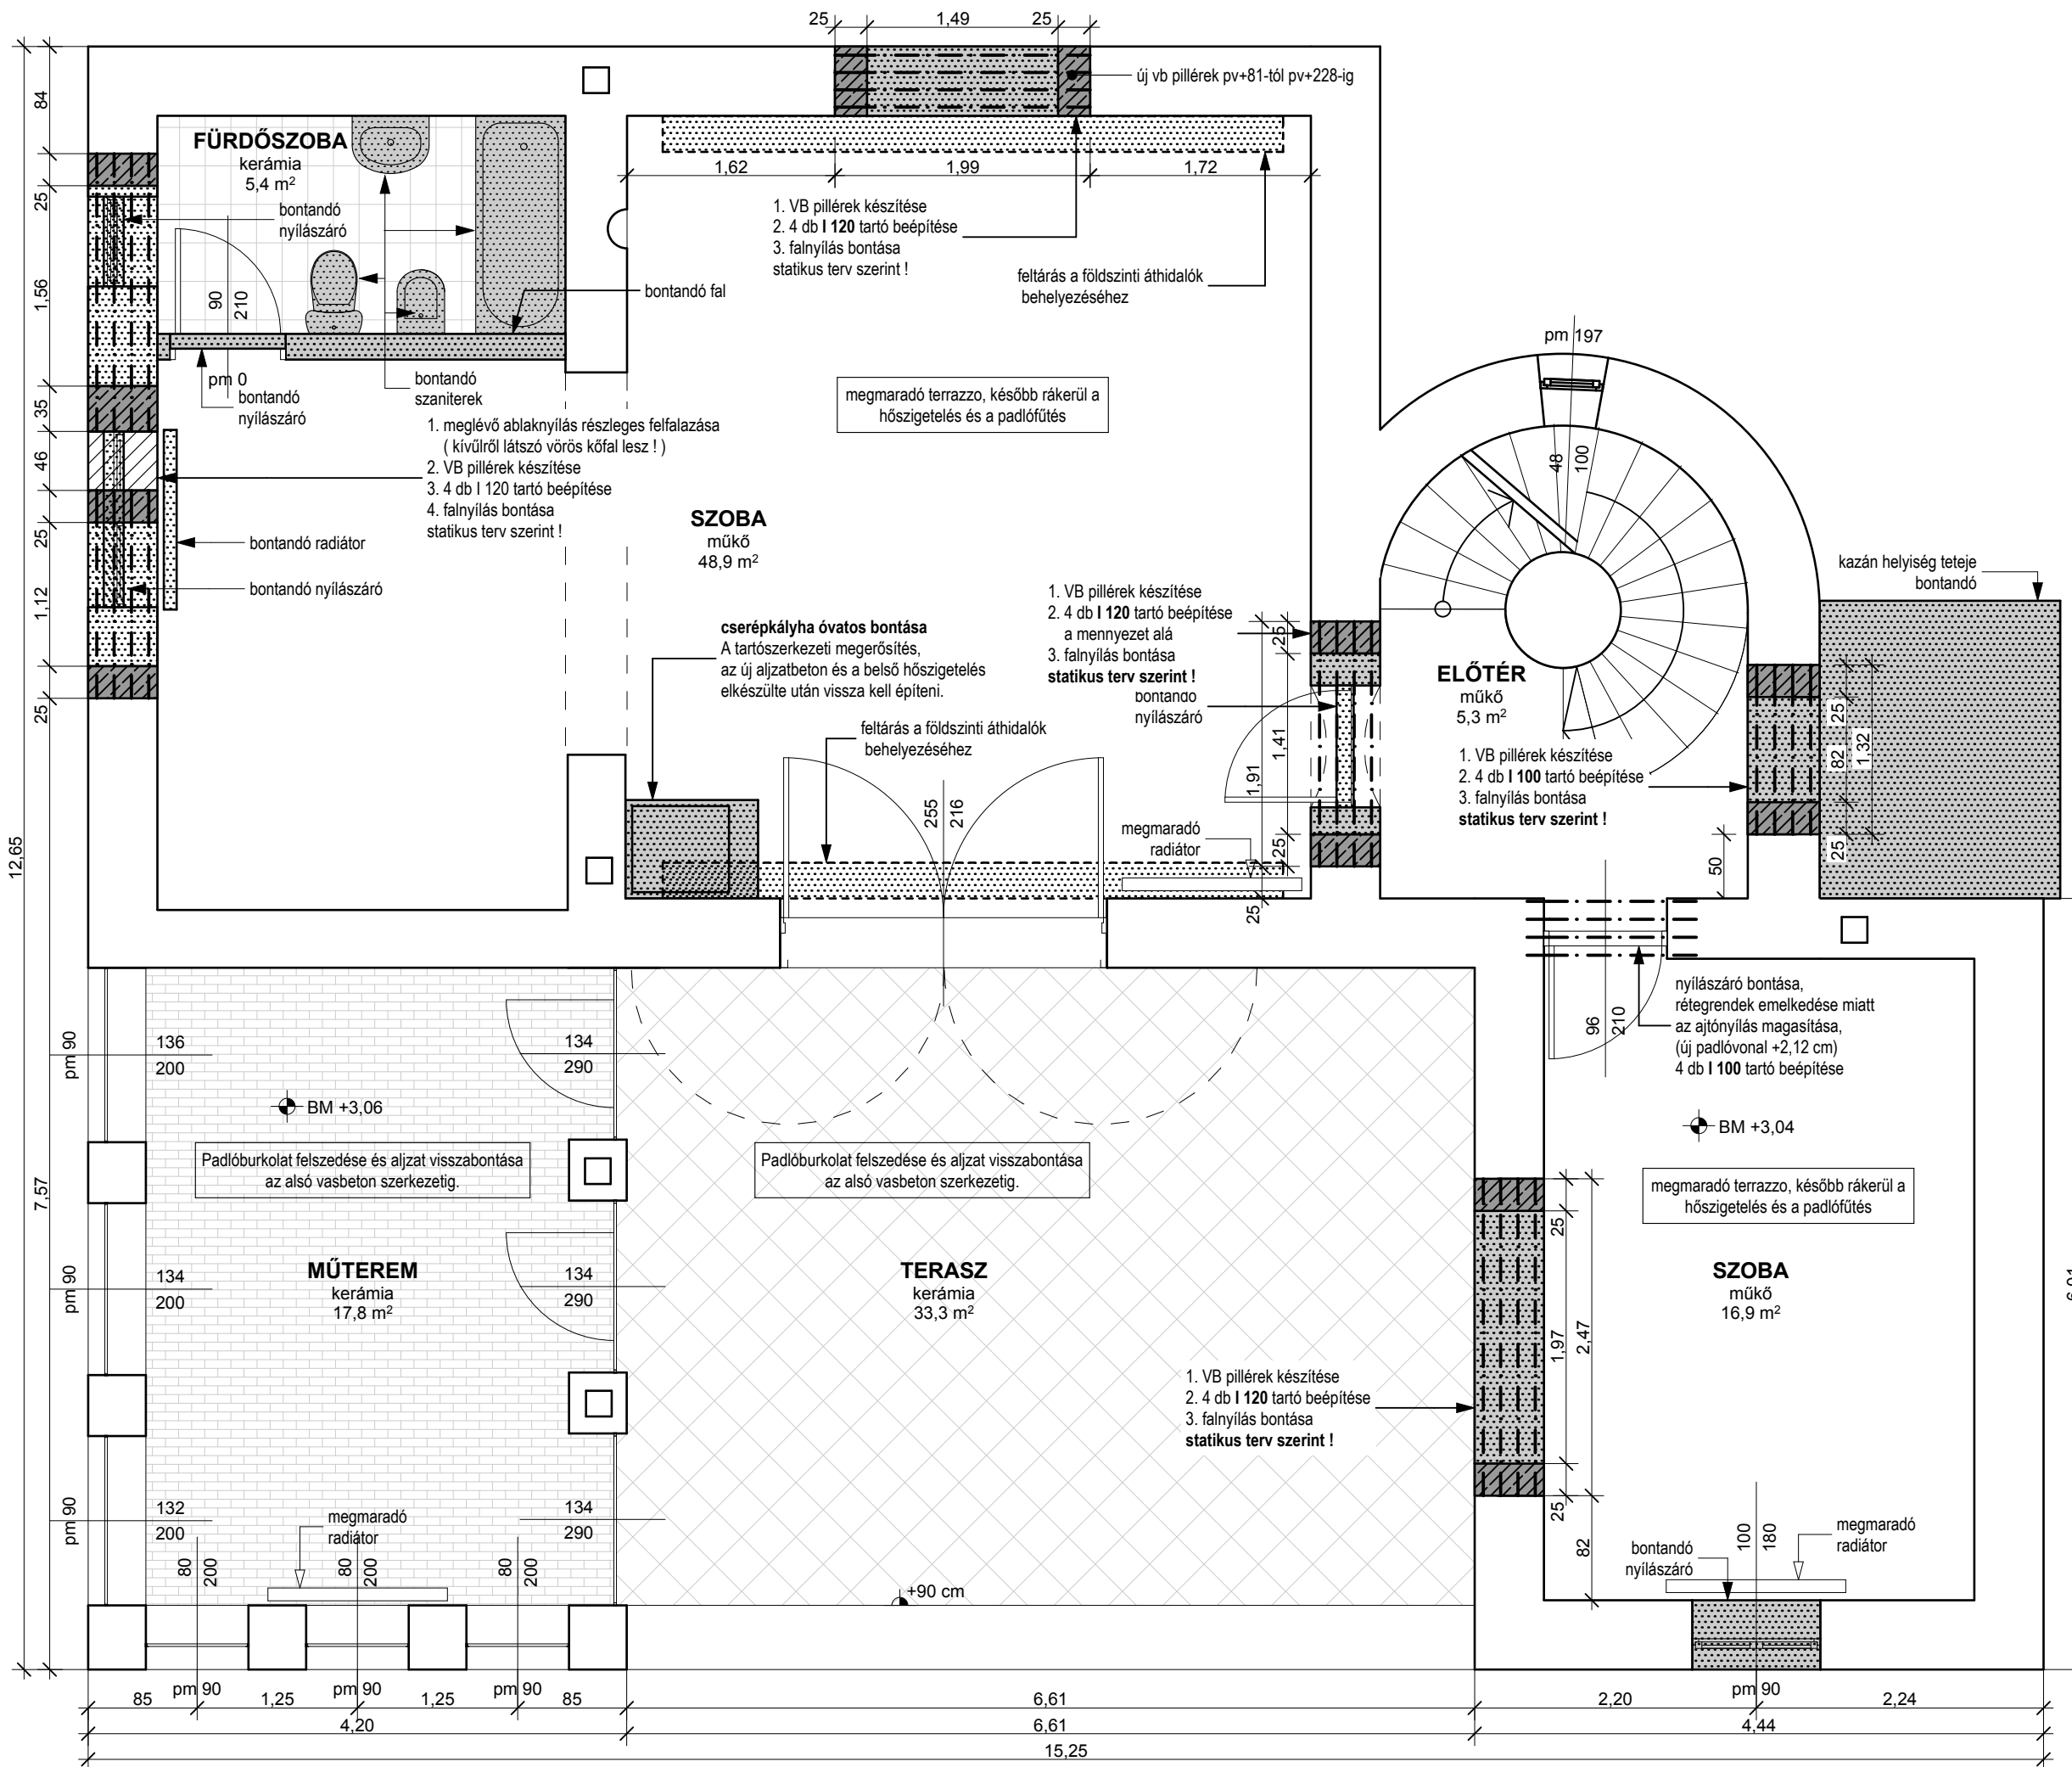 25
1,49
25
új vb pillérek pv+81-tól pv+228-ig
84
25
1,56
35
46
25
1,12
25
12,65
7,57
FÜRDŐSZOBA
kerámia
5,4 m²
bontandó
nyílászáró
90
210
pm 0
bontandó
nyílászáró
bontandó
szaniterek
bontandó fal
1,62
1,99
1,72
1. VB pillérek készítése
2. 4 db I 120 tartó beépítése
3. falnyílás bontása
statikus terv szerint !
feltárás a földszinti áthidalók
behelyezéséhez
megmaradó terrazzo, később rákerül a
hőszigetelés és a padlófűtés
1. meglévő ablaknyílás részleges felfalazása
( kívűlről látszó vörös kőfal lesz ! )
2. VB pillérek készítése
3. 4 db I 120 tartó beépítése
4. falnyílás bontása
statikus terv szerint !
bontandó radiátor
bontandó nyílászáró
SZOBA
műkő
48,9 m²
cserépkályha óvatos bontása
A tartószerkezeti megerősítés,
az új aljzatbeton és a belső hőszigetelés
elkészülte után vissza kell építeni.
feltárás a földszinti áthidalók
behelyezéséhez
255
216
1. VB pillérek készítése
2. 4 db I 120 tartó beépítése
a mennyezet alá
3. falnyílás bontása
statikus terv szerint !
bontandó
nyílászáró
megmaradó
radiátor
25
1,41
1,91
25
25
pm 197
48
100
ELŐTÉR
műkő
5,3 m²
1. VB pillérek készítése
2. 4 db I 100 tartó beépítése
3. falnyílás bontása
statikus terv szerint !
kazán helyiség teteje
bontandó
25
82
1,32
25
50
96
210
nyílászáró bontása,
rétegrendek emelkedése miatt
az ajtónyílás magasítása,
(új padlóvonal +2,12 cm)
4 db I 100 tartó beépítése
BM +3,04
megmaradó terrazzo, később rákerül a
hőszigetelés és a padlófűtés
SZOBA
műkő
16,9 m²
25
1,97
2,47
25
82
1. VB pillérek készítése
2. 4 db I 120 tartó beépítése
3. falnyílás bontása
statikus terv szerint !
bontandó
nyílászáró
100
180
megmaradó
radiátor
pm 90
136
200
134
290
BM +3,06
Padlóburkolat felszedése és aljzat visszabontása
az alsó vasbeton szerkezetig.
Padlóburkolat felszedése és aljzat visszabontása
az alsó vasbeton szerkezetig.
pm 90
134
200
MŰTEREM
kerámia
17,8 m²
134
290
TERASZ
kerámia
33,3 m²
pm 90
132
200
megmaradó
radiátor
134
290
80
200
80
200
80
200
+90 cm
85
pm 90
1,25
pm 90
1,25
pm 90
85
6,61
2,20
pm 90
2,24
4,20
6,61
4,44
15,25